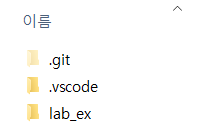 이름
.git
.vscode
lab_ex